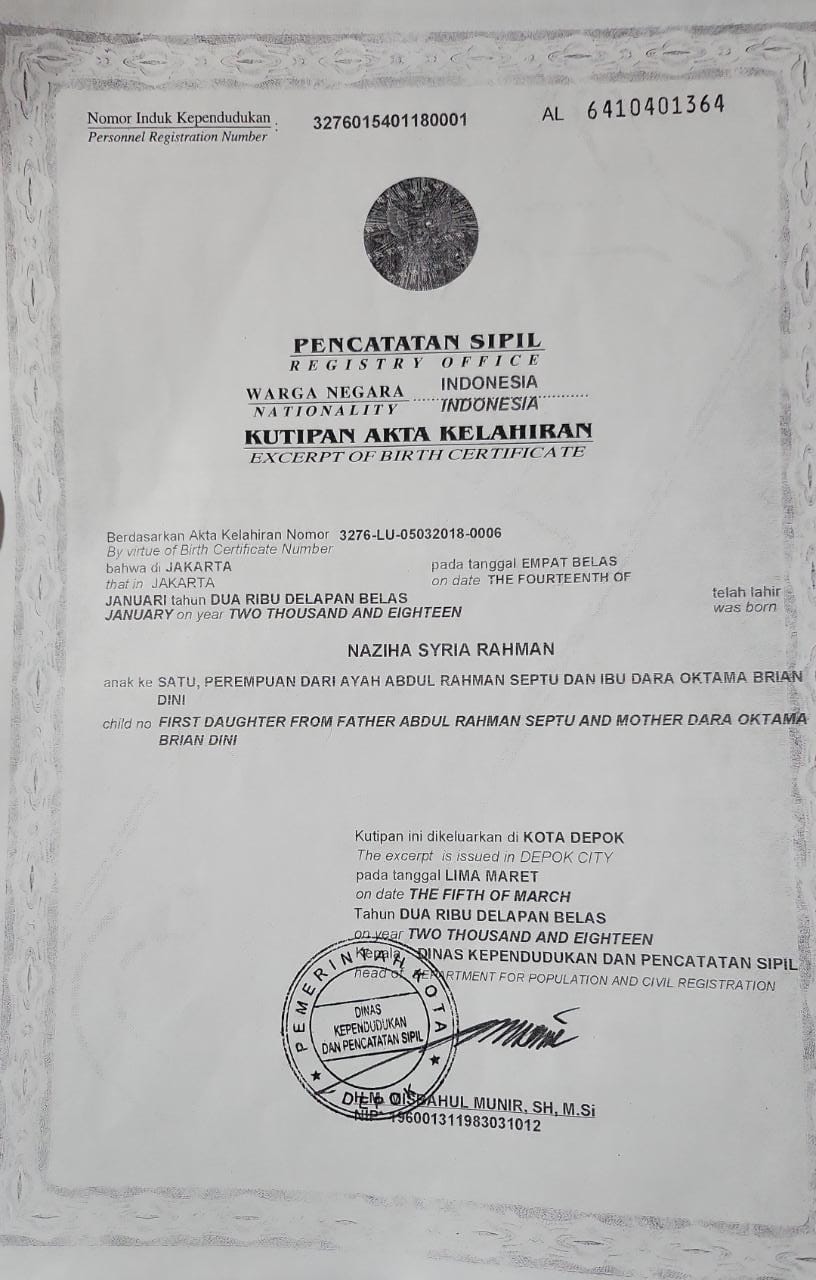 Nomor Induk Kependudukan : 3276015401180001 AL 6410401364
Personnel Registration Number
PENCATATAN SIPIL
REGISTRY OFFICE
WARGA NEGARA INDONESIA
NATIONALITY INDONESIA
KUTIPAN AKTA KELAHIRAN
EXCERPT OF BIRTH CERTIFICATE
Berdasarkan Akta Kelahiran Nomor 3276-LU-05032018-0006
By virtue of Birth Certificate Number
bahwa di JAKARTA pada tanggal EMPAT BELAS
that in JAKARTA on date THE FOURTEENTH OF
JANUARI tahun DUA RIBU DELAPAN BELAS telah lahir
JANUARY on year TWO THOUSAND AND EIGHTEEN was born
NAZIHA SYRIA RAHMAN
anak ke SATU, PEREMPUAN DARI AYAH ABDUL RAHMAN SEPTU DAN IBU DARA OKTAMA BRIAN
DINI
child no FIRST DAUGHTER FROM FATHER ABDUL RAHMAN SEPTU AND MOTHER DARA OKTAMA
BRIAN DINI
Kutipan ini dikeluarkan di KOTA DEPOK
The excerpt is issued in DEPOK CITY
pada tanggal LIMA MARET
on date THE FIFTH OF MARCH
Tahun DUA RIBU DELAPAN BELAS
on year TWO THOUSAND AND EIGHTEEN
Kepala DINAS KEPENDUDUKAN DAN PENCATATAN SIPIL
head of DEPARTMENT FOR POPULATION AND CIVIL REGISTRATION
PEMERINTAH KOTA
DINAS
KEPENDUDUKAN
DAN PENCATATAN SIPIL
DEPOK
MISBAHUL MUNIR, SH, M.Si
NIP. 196001311983031012